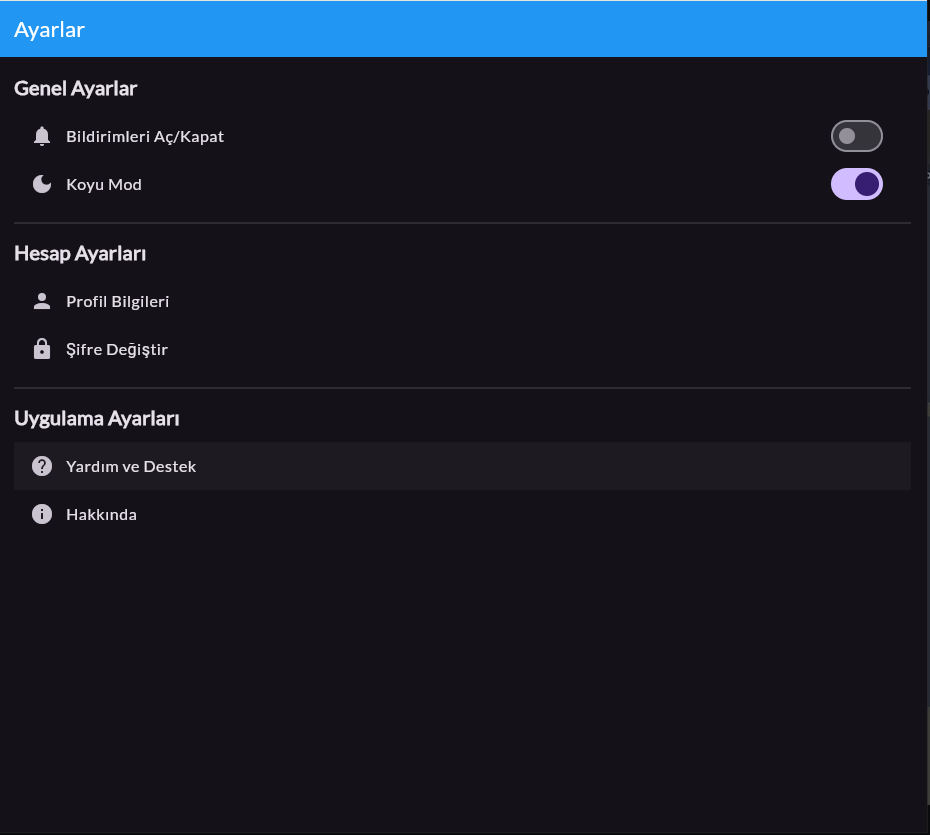 Ayarlar
Genel Ayarlar
Bildirimleri Aç/Kapat
Koyu Mod
Hesap Ayarları
Profil Bilgileri
Şifre Değiştir
Uygulama Ayarları
Yardım ve Destek
Hakkında